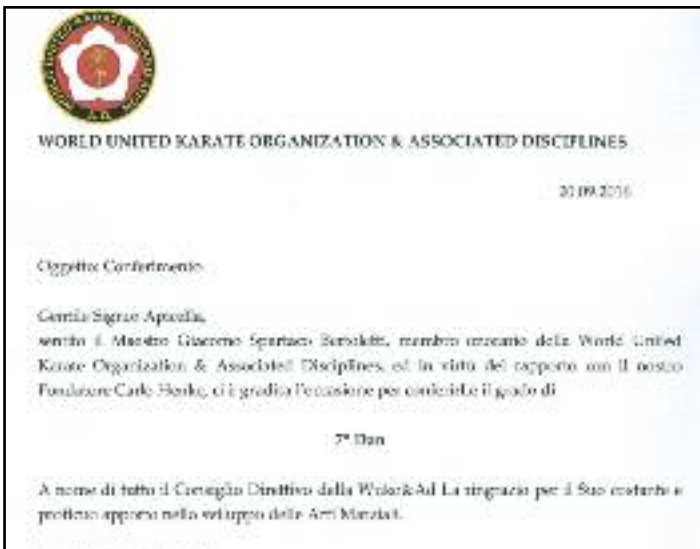 WORLD UNITED KARATE ORGANIZATION & ASSOCIATED DISCIPLINES
20.09.2016
Oggetto: Conferimento
Gentile Signor Apicella,
sentito il Maestro Giacomo Spartaco Bertoletti, membro onorario della World United
Karate Organization & Associated Disciplines, ed in virtù del rapporto con il nostro
Fondatore Carlo Henke, ci è gradita l'occasione per conferirLe il grado di
7° Dan
A nome di tutto il Consiglio Direttivo della Wuko&Ad La ringrazio per il Suo costante e
proficuo apporto nello sviluppo delle Arti Marziali.